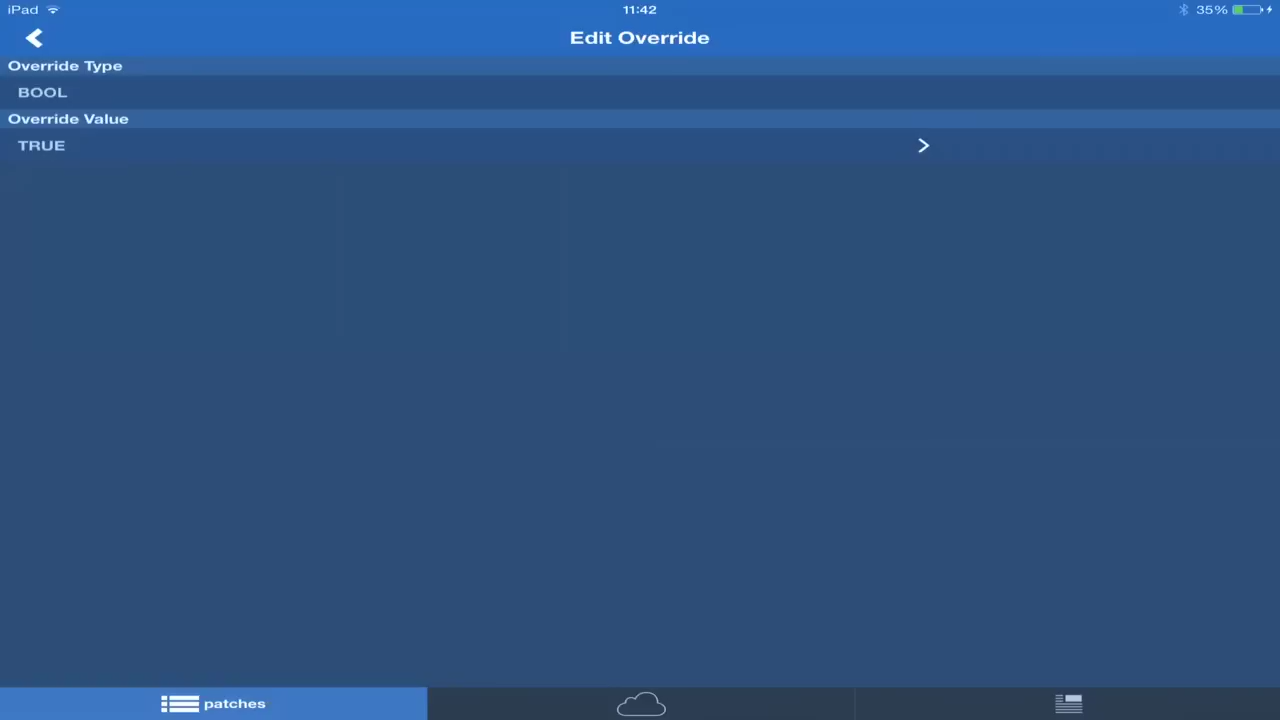 iPad
11:42
35%
Edit Override
Override Type
BOOL
Override Value
TRUE
patches